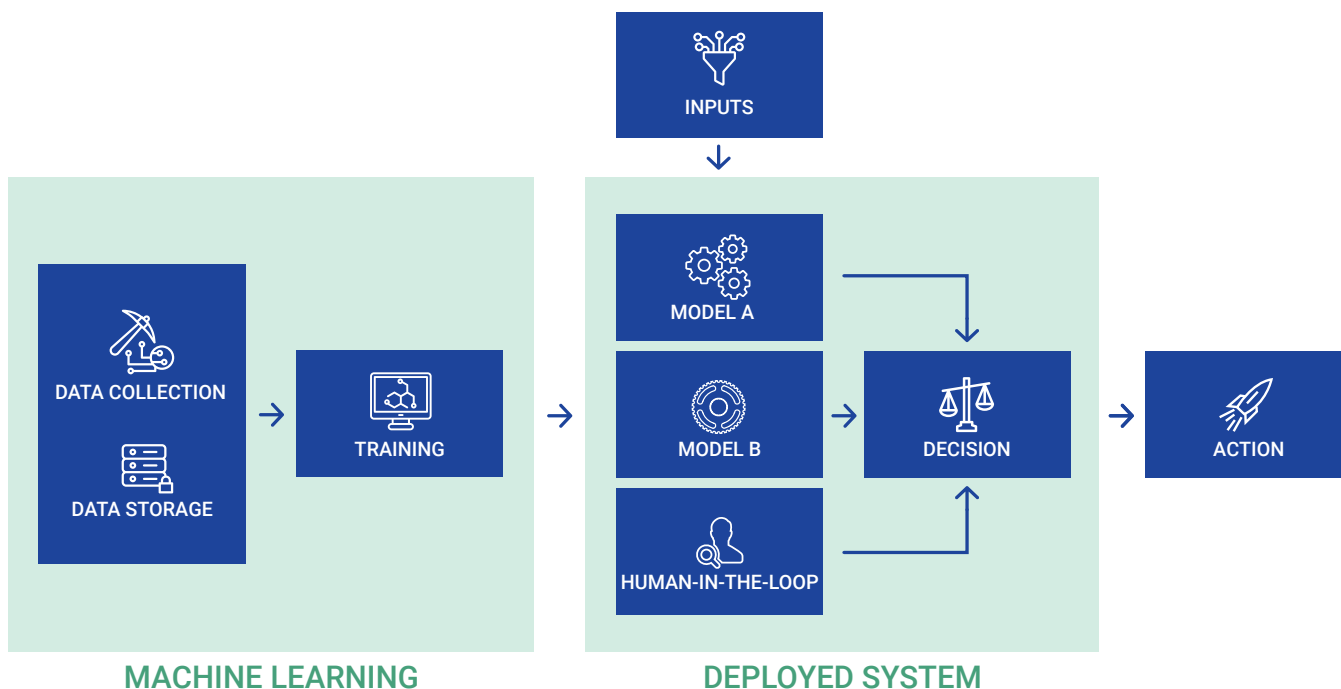 INPUTS
DATA COLLECTION
DATA STORAGE
TRAINING
MODEL A
MODEL B
HUMAN-IN-THE-LOOP
DECISION
ACTION
MACHINE LEARNING
DEPLOYED SYSTEM